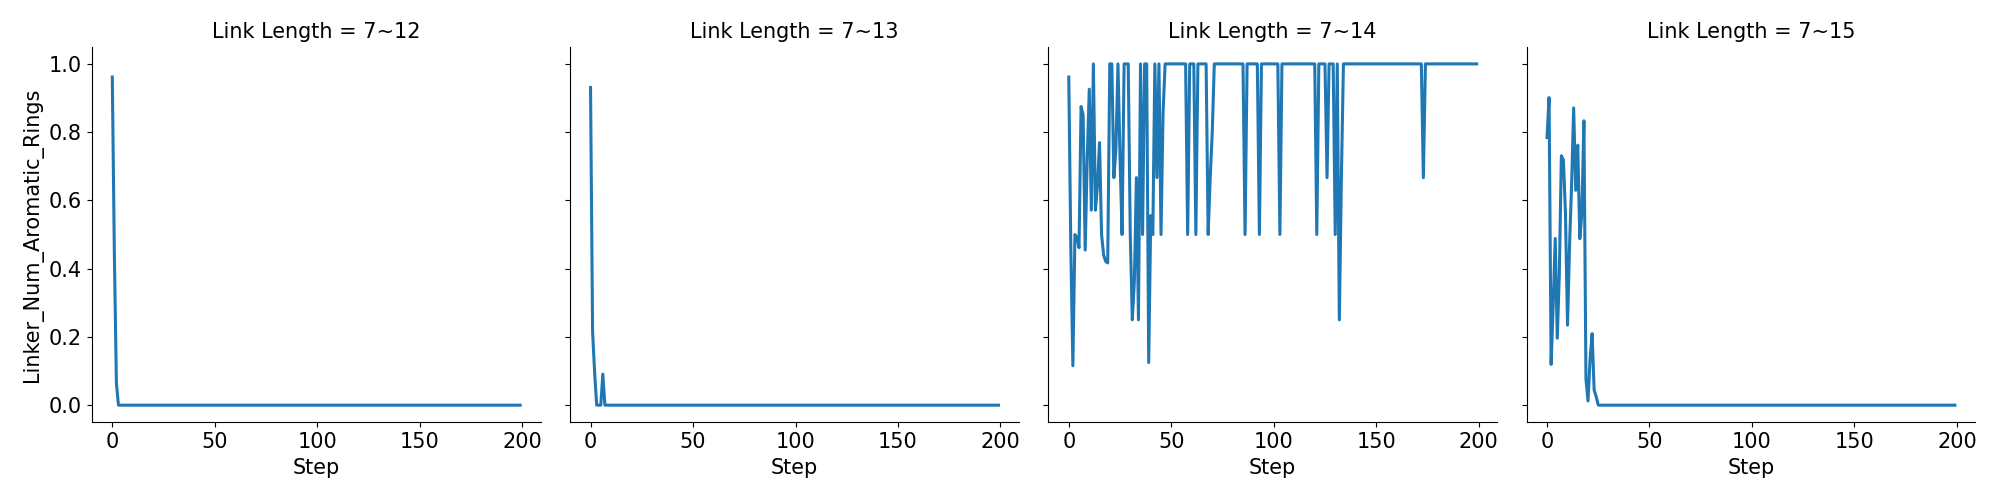 Link Length = 7~12
Link Length = 7~13
Link Length = 7~14
Link Length = 7~15
Linker_Num_Aromatic_Rings
1.0
0.8
0.6
0.4
0.2
0.0
0 50 100 150 200
0 50 100 150 200
0 50 100 150 200
0 50 100 150 200
Step
Step
Step
Step